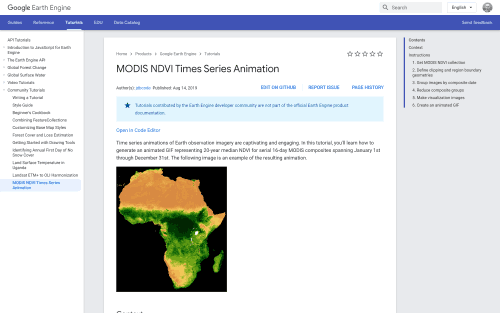 Google Earth Engine
Search
English
Guides Reference Tutorials EDU Data Catalog Send feedback
API Tutorials
Introduction to JavaScript for Earth
Engine
The Earth Engine API
Global Forest Change
Global Surface Water
Video Tutorials
Community Tutorials
Writing a Tutorial
Style Guide
Beginner's Cookbook
Combining FeatureCollections
Customizing Base Map Styles
Forest Cover and Loss Estimation
Getting Started with Drawing Tools
Identifying Annual First Day of No
Snow Cover
Land Surface Temperature in
Uganda
Landsat ETM+ to OLI Harmonization
MODIS NDVI Times Series
Animation
Home > Products > Google Earth Engine > Tutorials
MODIS NDVI Times Series Animation
Author(s): jdbcode Published: Aug 14, 2019 EDIT ON GITHUB REPORT ISSUE PAGE HISTORY
Tutorials contributed by the Earth Engine developer community are not part of the official Earth Engine product
documentation.
Open in Code Editor
Time series animations of Earth observation imagery are captivating and engaging. In this tutorial, you'll learn how to
generate an animated GIF representing 20-year median NDVI for serial 16-day MODIS composites spanning January 1st
through December 31st. The following image is an example of the resulting animation.
Context
Contents
Context
Instructions
1. Get MODIS NDVI collection
2. Define clipping and region boundary
geometries
3. Group images by composite date
4. Reduce composite groups
5. Make visualization images
6. Create an animated GIF